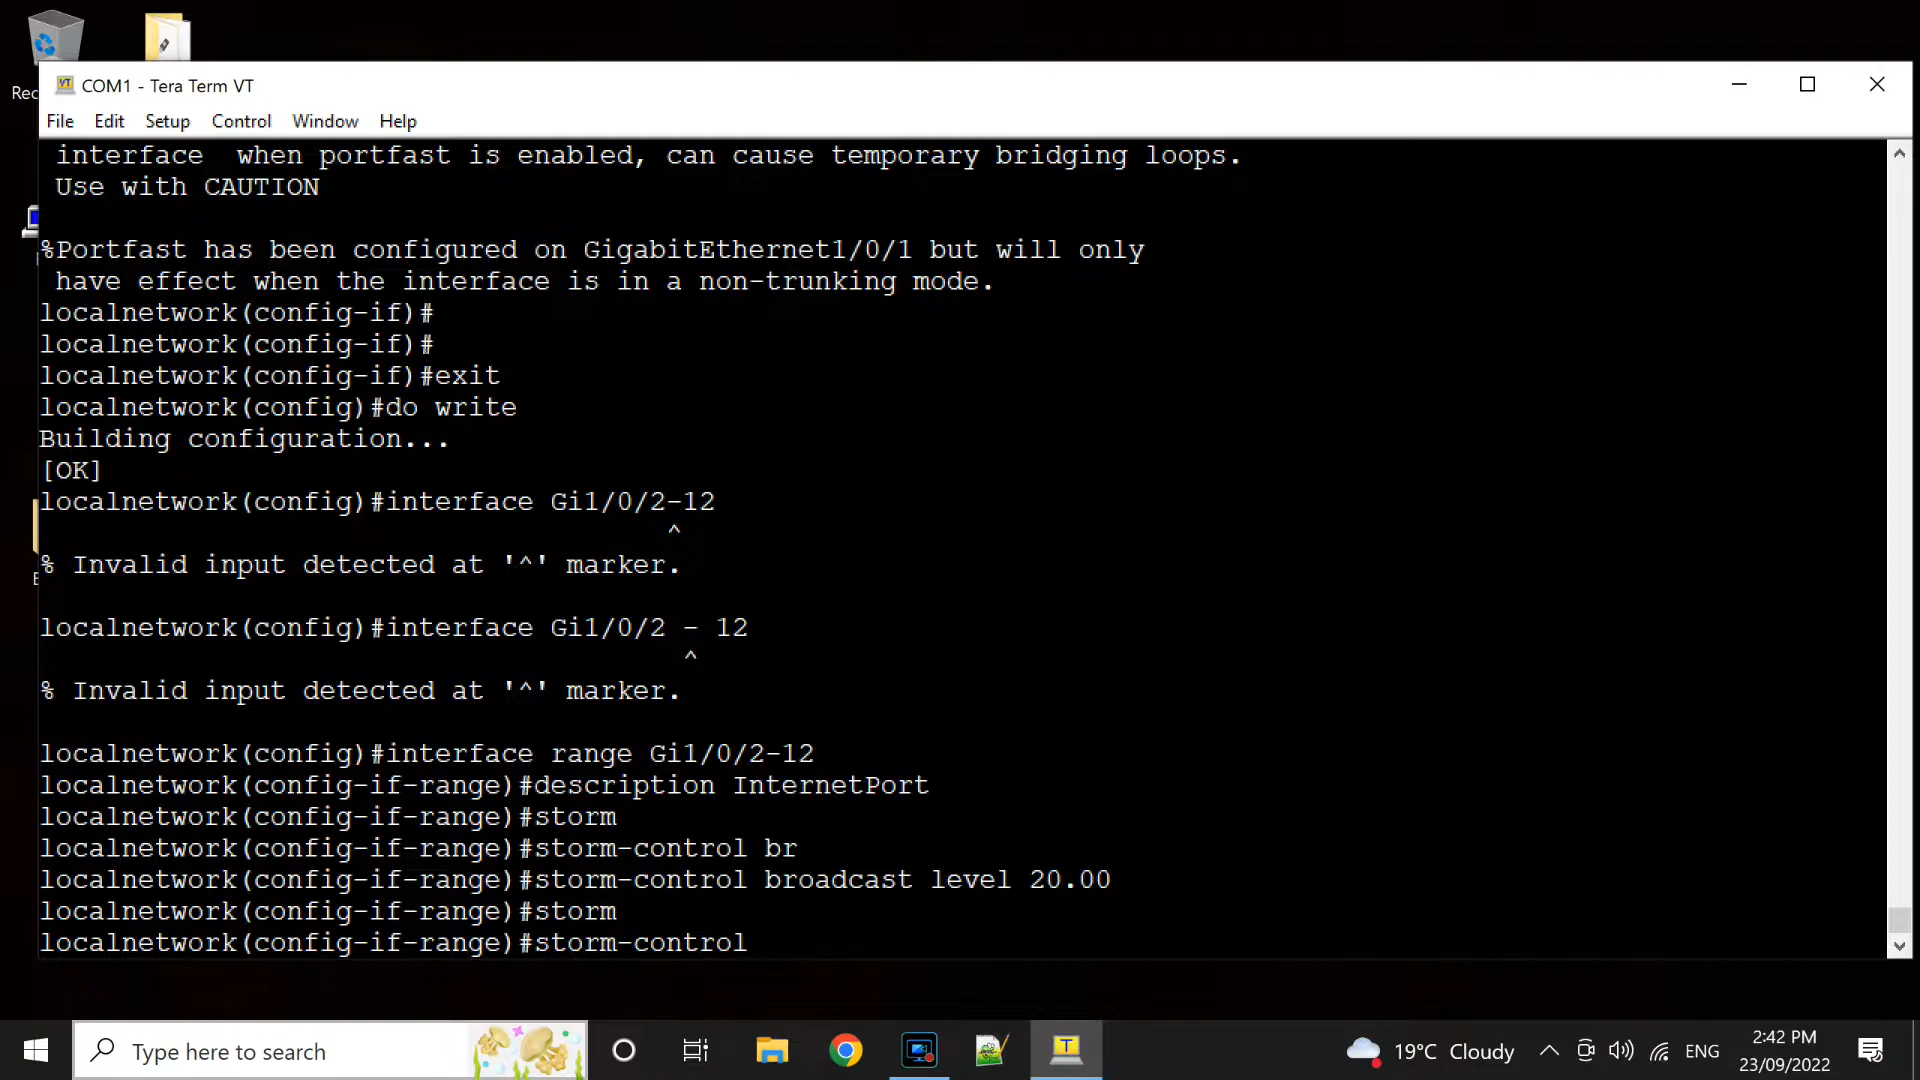 Rec
COM1 - Tera Term VT
File Edit Setup Control Window Help
interface  when portfast is enabled, can cause temporary bridging loops.
Use with CAUTION
%Portfast has been configured on GigabitEthernet1/0/1 but will only
have effect when the interface is in a non-trunking mode.
localnetwork(config-if)#
localnetwork(config-if)#
localnetwork(config-if)#exit
localnetwork(config)#do write
Building configuration...
[OK]
localnetwork(config)#interface Gi1/0/2-12
^
% Invalid input detected at '^' marker.
localnetwork(config)#interface Gi1/0/2 - 12
^
% Invalid input detected at '^' marker.
localnetwork(config)#interface range Gi1/0/2-12
localnetwork(config-if-range)#description InternetPort
localnetwork(config-if-range)#storm
localnetwork(config-if-range)#storm-control br
localnetwork(config-if-range)#storm-control broadcast level 20.00
localnetwork(config-if-range)#storm
localnetwork(config-if-range)#storm-control
Type here to search
19°C Cloudy
ENG
2:42 PM
23/09/2022